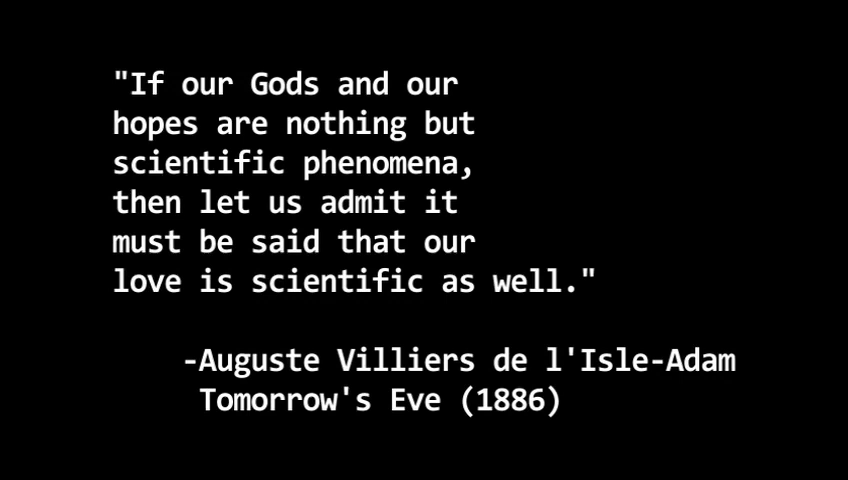 "If our Gods and our
hopes are nothing but
scientific phenomena,
then let us admit it
must be said that our
love is scientific as well."
-Auguste Villiers de l'Isle-Adam
Tomorrow's Eve (1886)